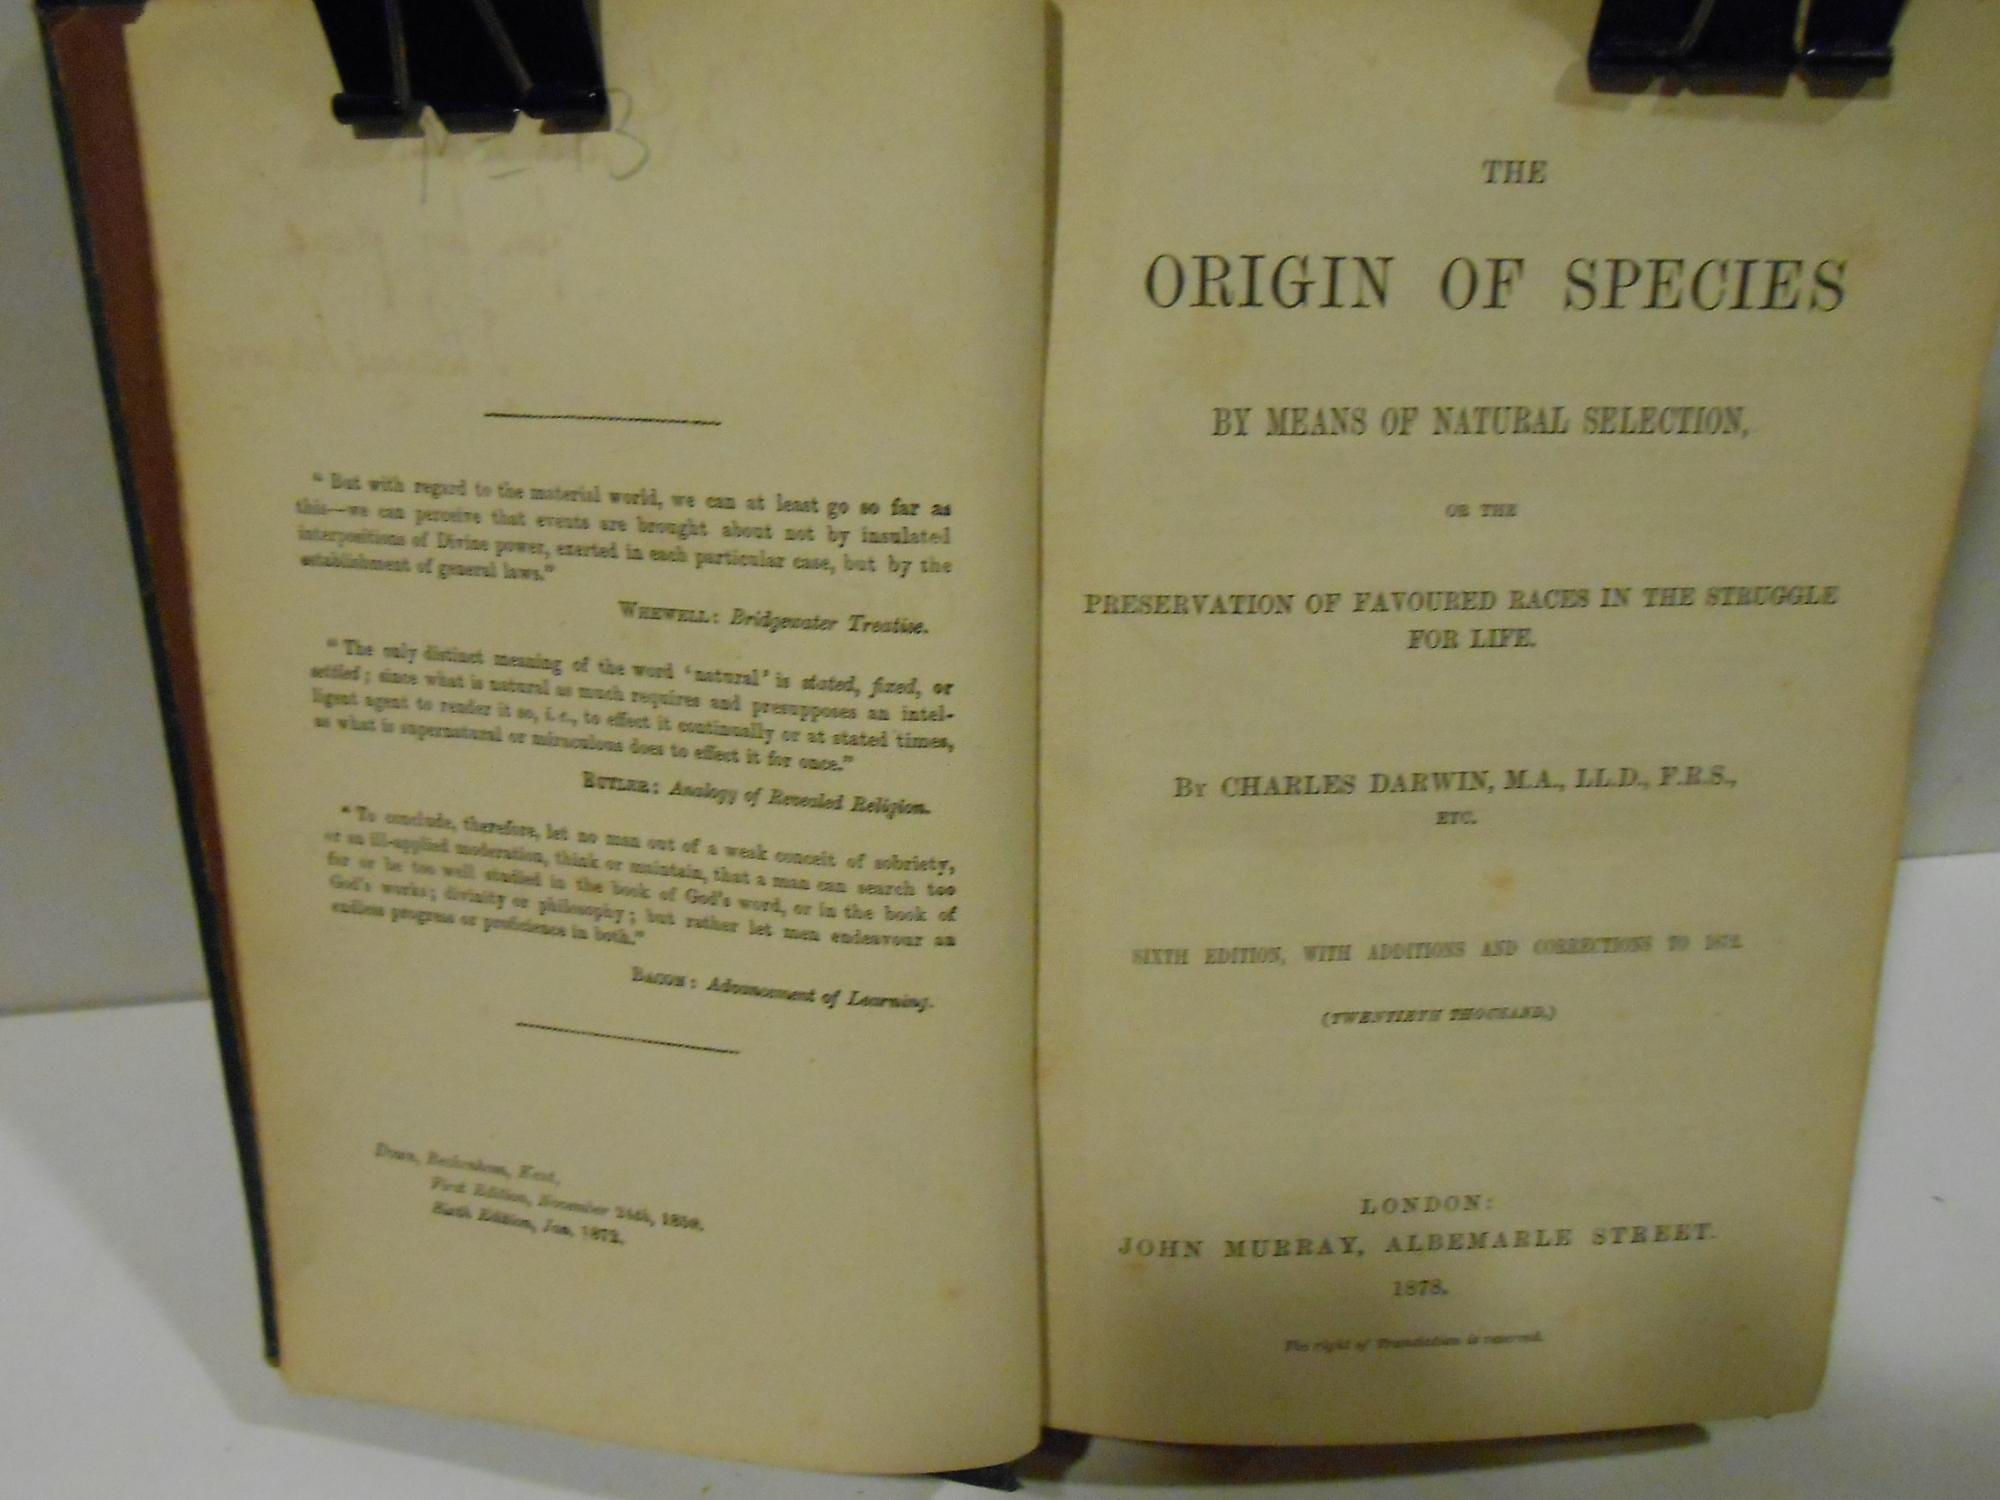 “ But with regard to the material world, we can at least go so far as
this—we can perceive that events are brought about not by insulated
interpositions of Divine power, exerted in each particular case, but by the
establishment of general laws.”
WHEWELL: Bridgewater Treatise.
“ The only distinct meaning of the word ‘natural’ is stated, fixed, or
settled; since what is natural as much requires and presupposes an intel-
ligent agent to render it so, i.e., to effect it continually or at stated times,
as what is supernatural or miraculous does to effect it for once.”
BUTLER: Analogy of Revealed Religion.
“ To conclude, therefore, let no man out of a weak conceit of sobriety,
or an ill-applied moderation, think or maintain, that a man can search too
far or be too well studied in the book of God's word, or in the book of
God's works; divinity or philosophy; but rather let men endeavour an
endless progress or proficience in both.”
BACON: Advancement of Learning.
Down, Beckenham, Kent,
First Edition, November 24th, 1859.
Sixth Edition, Jan. 1872.
THE
ORIGIN OF SPECIES
BY MEANS OF NATURAL SELECTION,
OR THE
PRESERVATION OF FAVOURED RACES IN THE STRUGGLE
FOR LIFE.
BY CHARLES DARWIN, M.A., LL.D., F.R.S.,
ETC.
SIXTH EDITION, WITH ADDITIONS AND CORRECTIONS TO 1872.
(TWENTIETH THOUSAND.)
LONDON:
JOHN MURRAY, ALBEMARLE STREET.
1878.
The right of Translation is reserved.